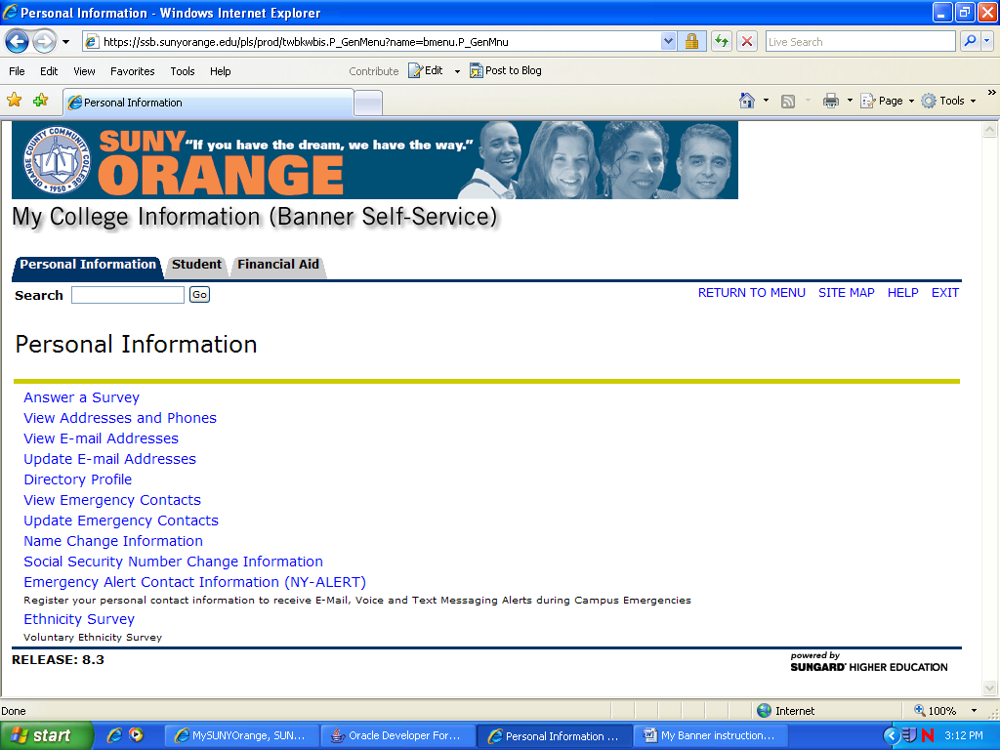 Personal Information - Windows Internet Explorer
https://ssb.sunyorange.edu/pls/prod/twbkwbis.P_GenMenu?name=bmenu.P_GenMnu
Live Search
File Edit View Favorites Tools Help Contribute Edit Post to Blog
Personal Information Page Tools
ORANGE COUNTY COMMUNITY COLLEGE 1950
SUNY "If you have the dream, we have the way."
ORANGE
My College Information (Banner Self-Service)
Personal Information Student Financial Aid
Search Go RETURN TO MENU SITE MAP HELP EXIT
Personal Information
Answer a Survey
View Addresses and Phones
View E-mail Addresses
Update E-mail Addresses
Directory Profile
View Emergency Contacts
Update Emergency Contacts
Name Change Information
Social Security Number Change Information
Emergency Alert Contact Information (NY-ALERT)
Register your personal contact information to receive E-Mail, Voice and Text Messaging Alerts during Campus Emergencies
Ethnicity Survey
Voluntary Ethnicity Survey
RELEASE: 8.3
powered by
SUNGARD® HIGHER EDUCATION
Done Internet 100%
start MySUNYOrange, SUN... Oracle Developer For... Personal Information ... My Banner instruction... 3:12 PM